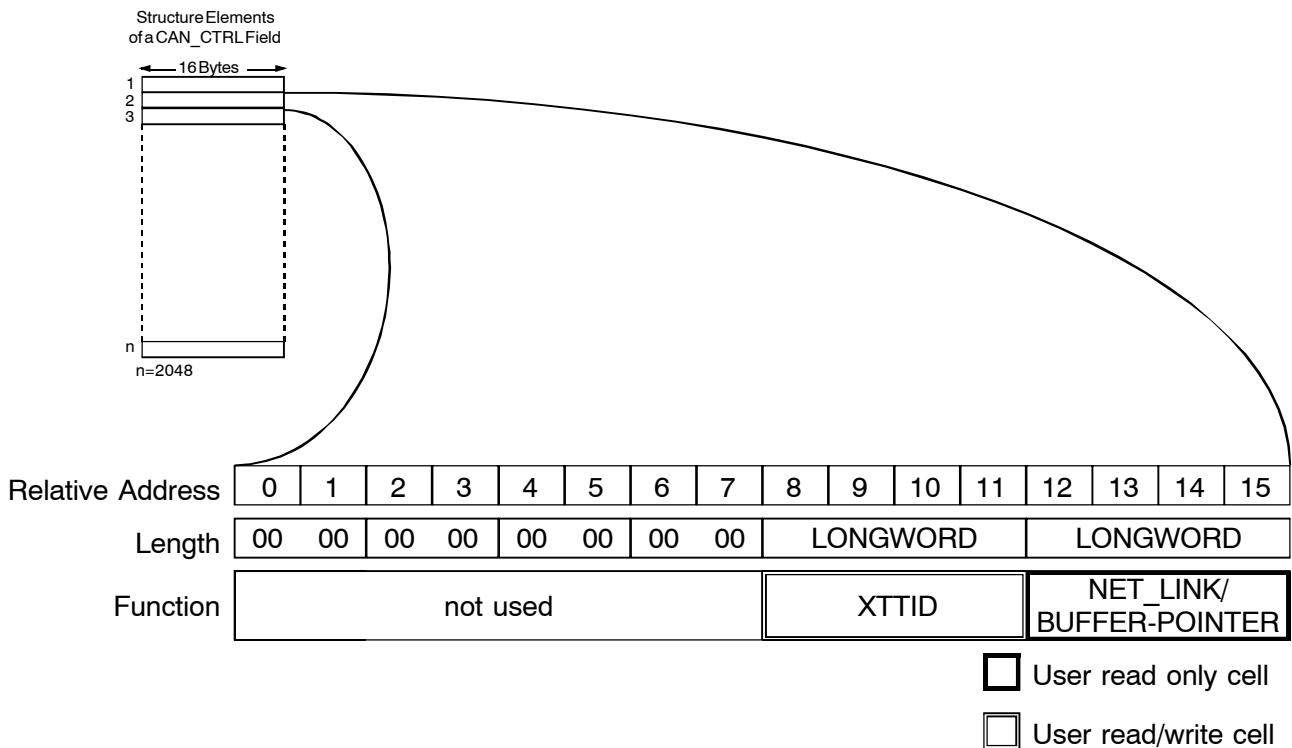 Structure Elements
of a CAN_CTRL Field
16 Bytes
1
2
3
n
n=2048
Relative Address 0 1 2 3 4 5 6 7 8 9 10 11 12 13 14 15
Length 00 00 00 00 00 00 00 00 LONGWORD LONGWORD
Function not used XTTID NET_LINK/
BUFFER-POINTER
User read only cell
User read/write cell